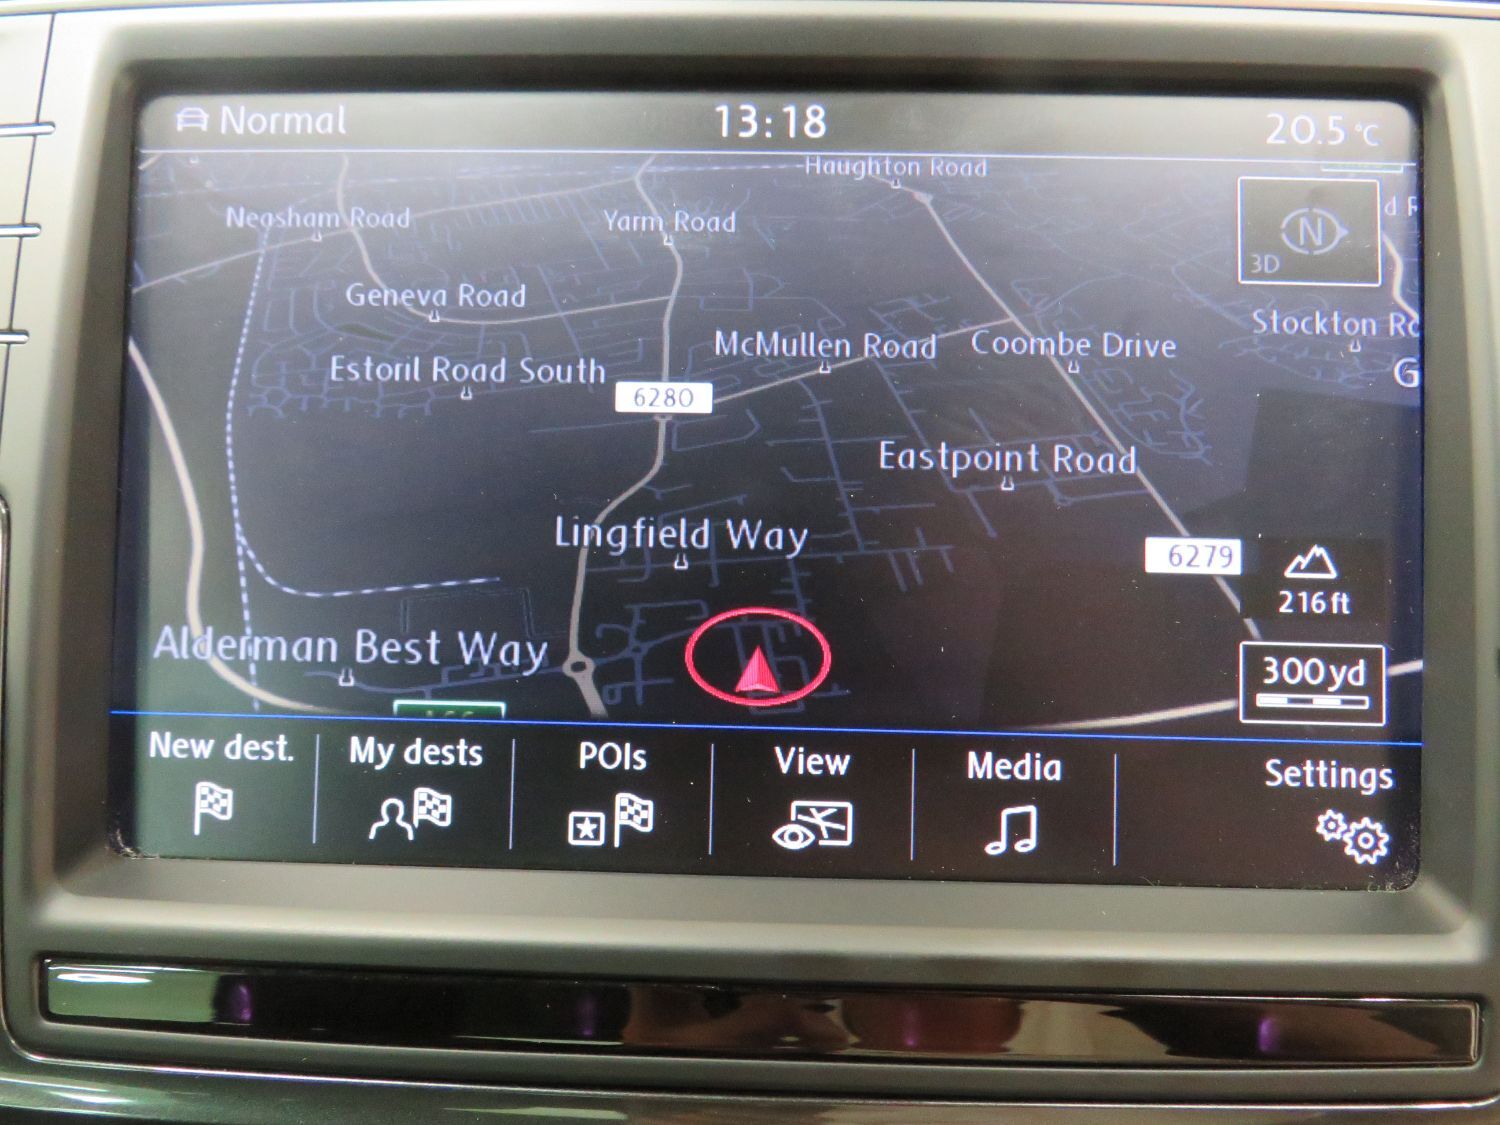 Normal
13:18
20.5 °C
Haughton Road
Neasham Road
Yarm Road
N
3D
Geneva Road
Stockton
McMullen Road
Coombe Drive
Estoril Road South
6280
Eastpoint Road
Lingfield Way
6279
216ft
Alderman Best Way
300yd
New dest.
My dests
POIs
View
Media
Settings